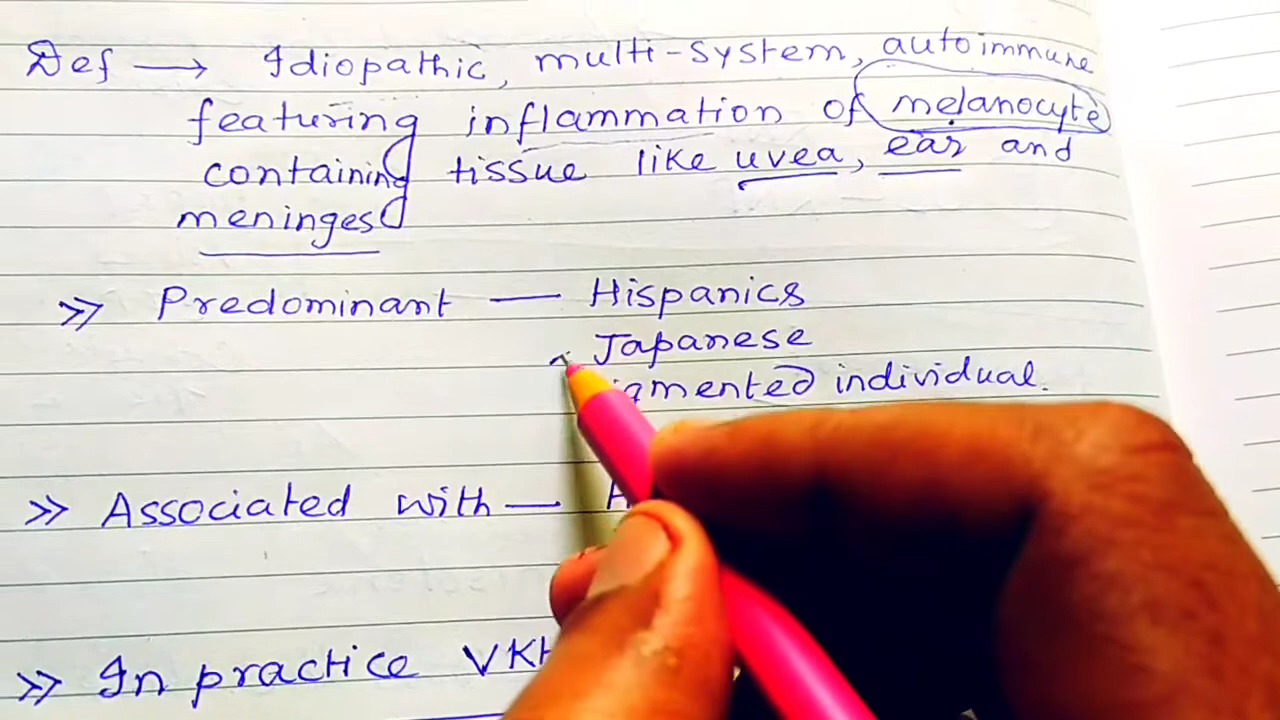 Def → Idiopathic, multi-system, autoimmune
featuring inflammation of melanocyte
containing tissue like uvea, ear and
meninges
>> Predominant — Hispanics
Japanese
individual.
>> Associated with —
>> In practice